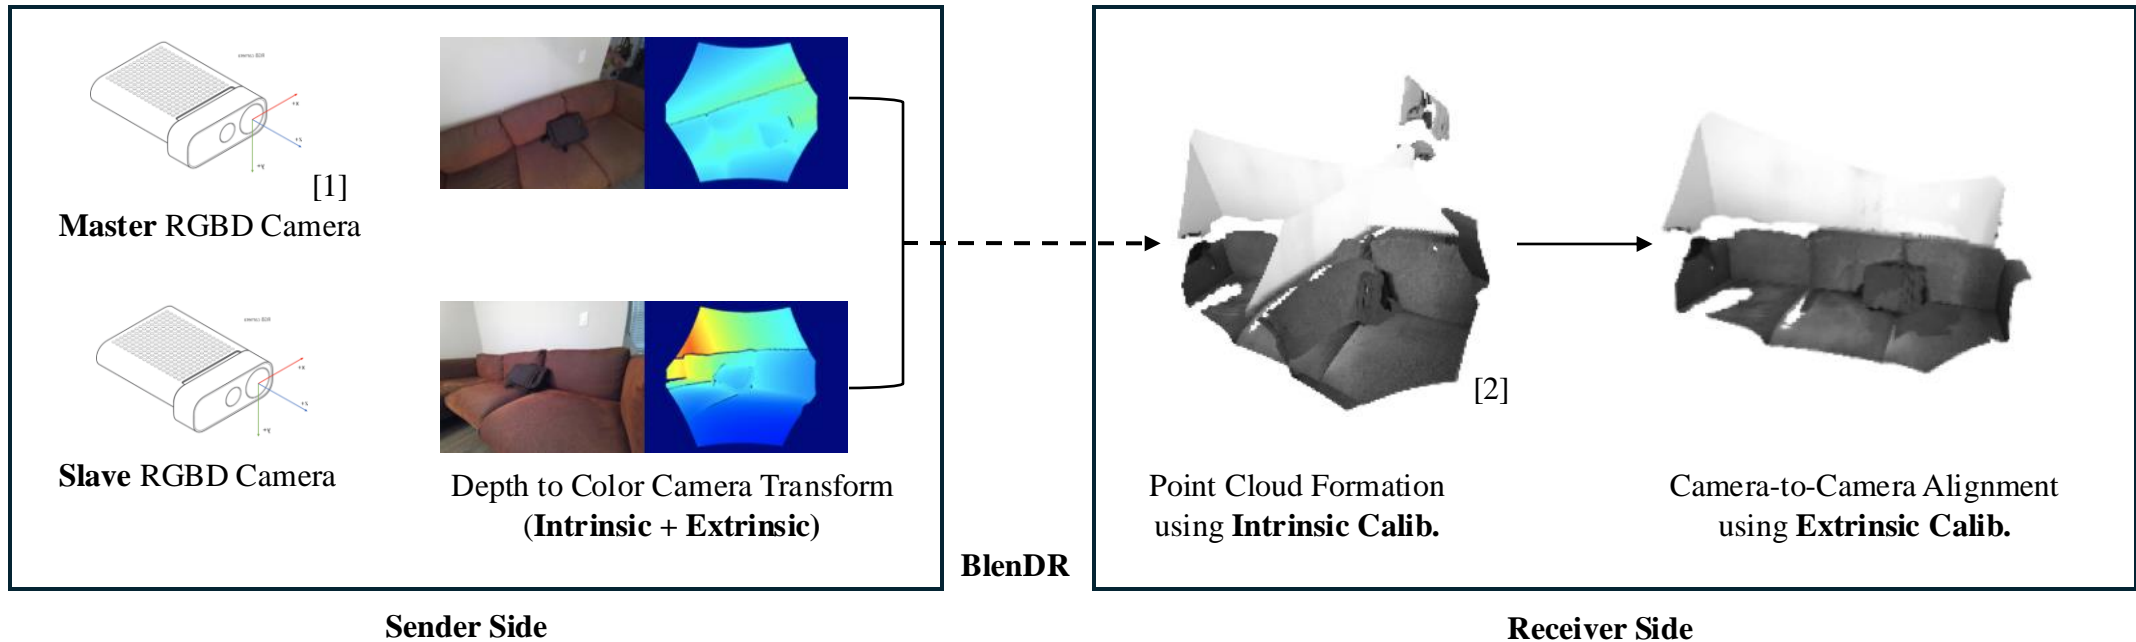 [1]
Master RGBD Camera
Slave RGBD Camera
Depth to Color Camera Transform
(Intrinsic + Extrinsic)
Sender Side
BlenDR
[2]
Point Cloud Formation
using Intrinsic Calib.
Camera-to-Camera Alignment
using Extrinsic Calib.
Receiver Side